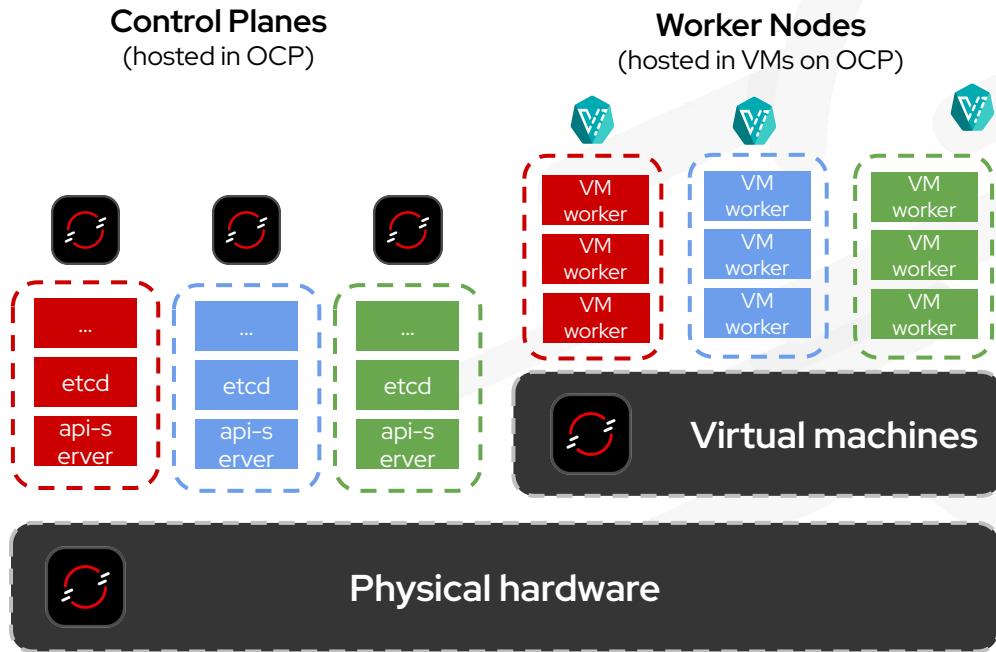 Control Planes
(hosted in OCP)
...
etcd
api-s
erver
...
etcd
api-s
erver
...
etcd
api-s
erver
Worker Nodes
(hosted in VMs on OCP)
VM
worker
VM
worker
VM
worker
VM
worker
VM
worker
VM
worker
VM
worker
VM
worker
VM
worker
Virtual machines
Physical hardware